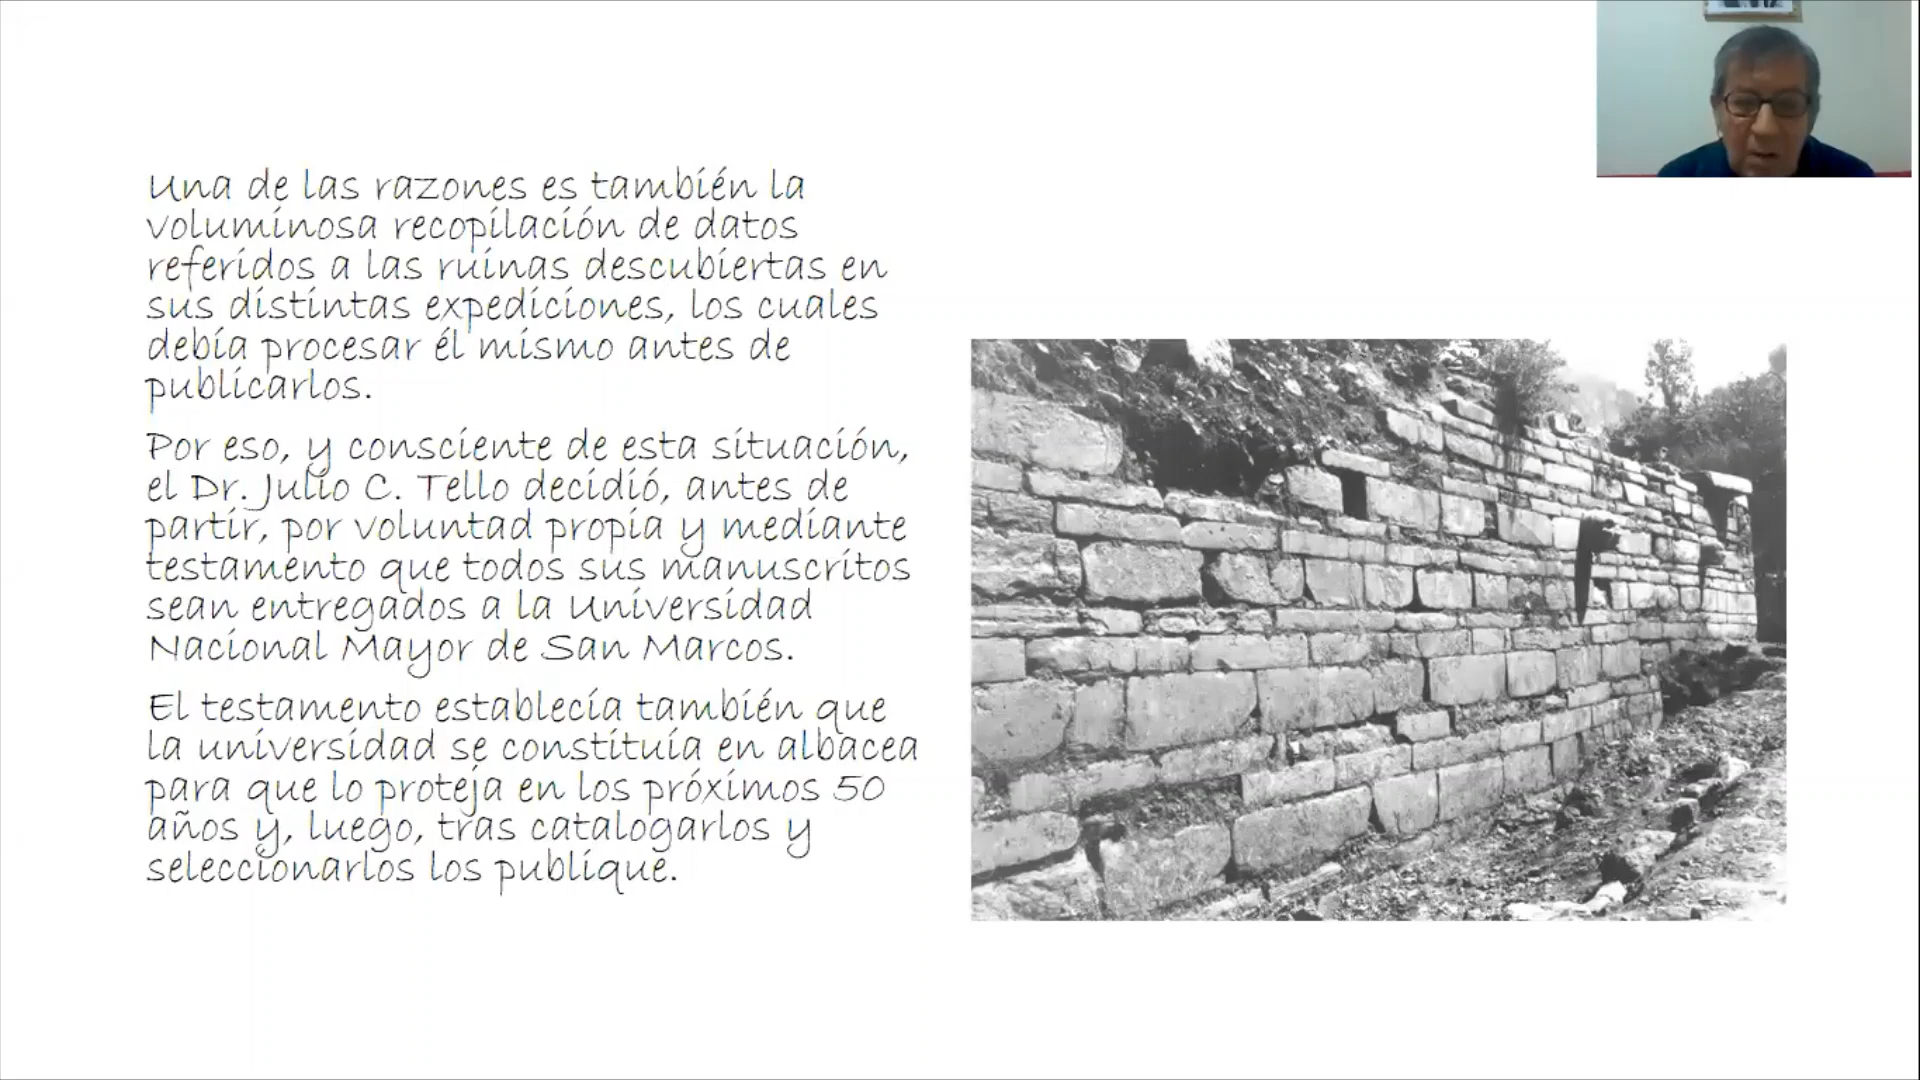 Una de las razones es también la
voluminosa recopilación de datos
referidos a las ruinas descubiertas en
sus distintas expediciones, los cuales
debía procesar él mismo antes de
publicarlos.
Por eso, y consciente de esta situación,
el Dr. Julio C. Tello decidió, antes de
partir, por voluntad propia y mediante
testamento que todos sus manuscritos
sean entregados a la Universidad
Nacional Mayor de San Marcos.
El testamento establecía también que
la universidad se constituía en albacea
para que lo proteja en los próximos 50
años y, luego, tras catalogarlos y
seleccionarlos los publique.